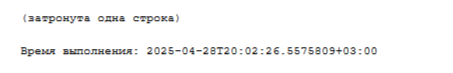 (затронута одна строка)
Время выполнения: 2025-04-28T20:02:26.5575809+03:00